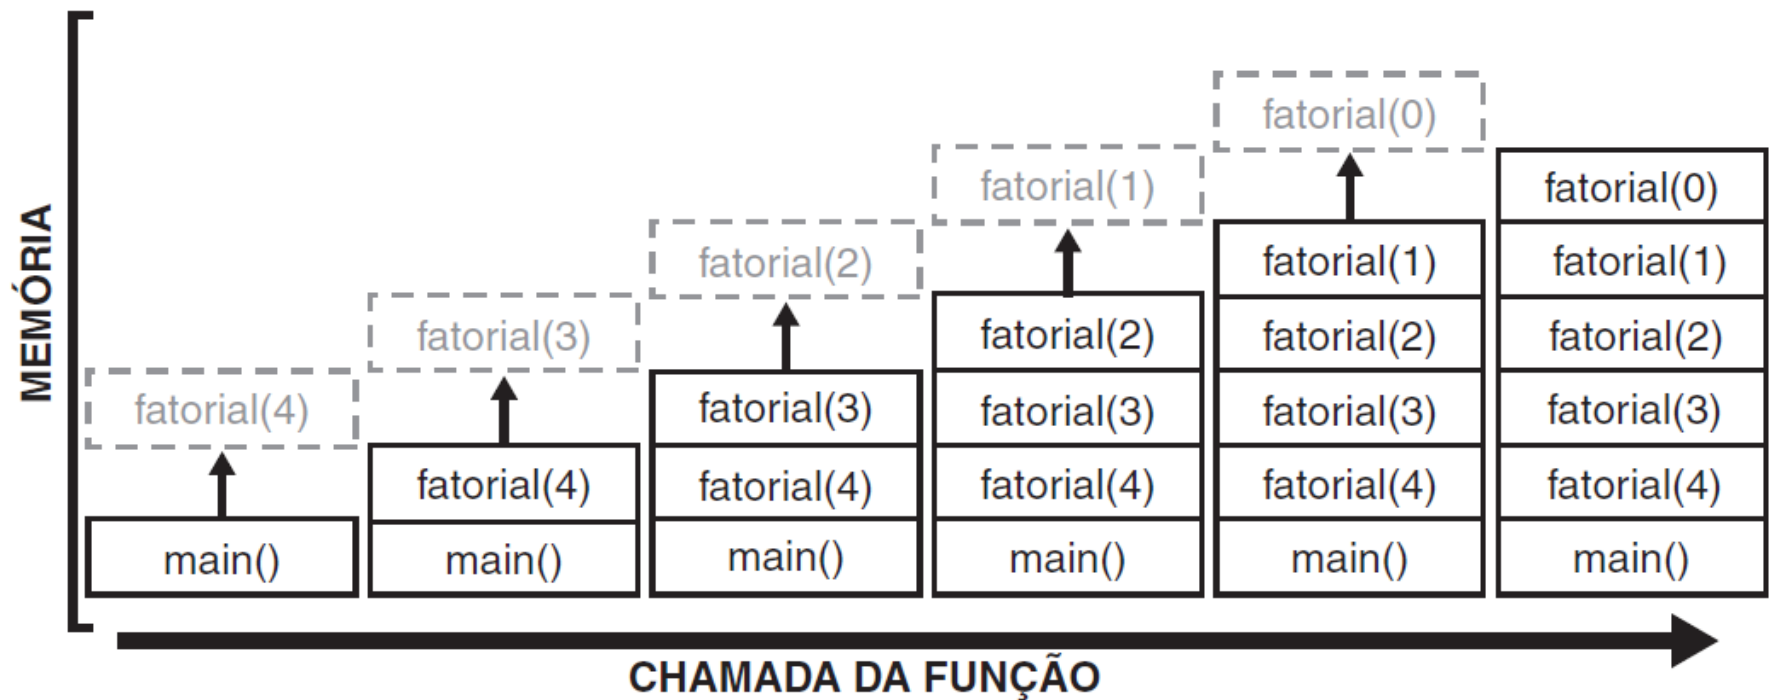 MEMÓRIA
fatorial(4)
main()
fatorial(3)
fatorial(4)
main()
fatorial(2)
fatorial(3)
fatorial(4)
main()
fatorial(1)
fatorial(2)
fatorial(3)
fatorial(4)
main()
fatorial(0)
fatorial(1)
fatorial(2)
fatorial(3)
fatorial(4)
main()
fatorial(0)
fatorial(1)
fatorial(2)
fatorial(3)
fatorial(4)
main()
CHAMADA DA FUNÇÃO